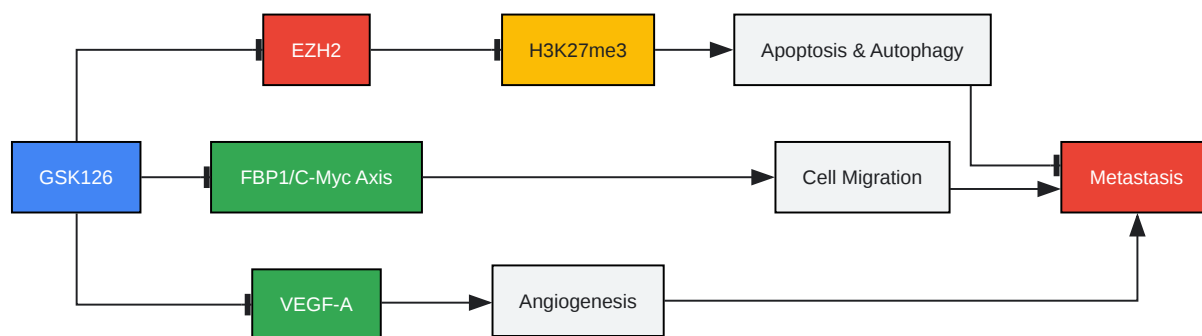 EZH2
H3K27me3
Apoptosis & Autophagy
GSK126
FBP1/C-Myc Axis
Cell Migration
Metastasis
VEGF-A
Angiogenesis